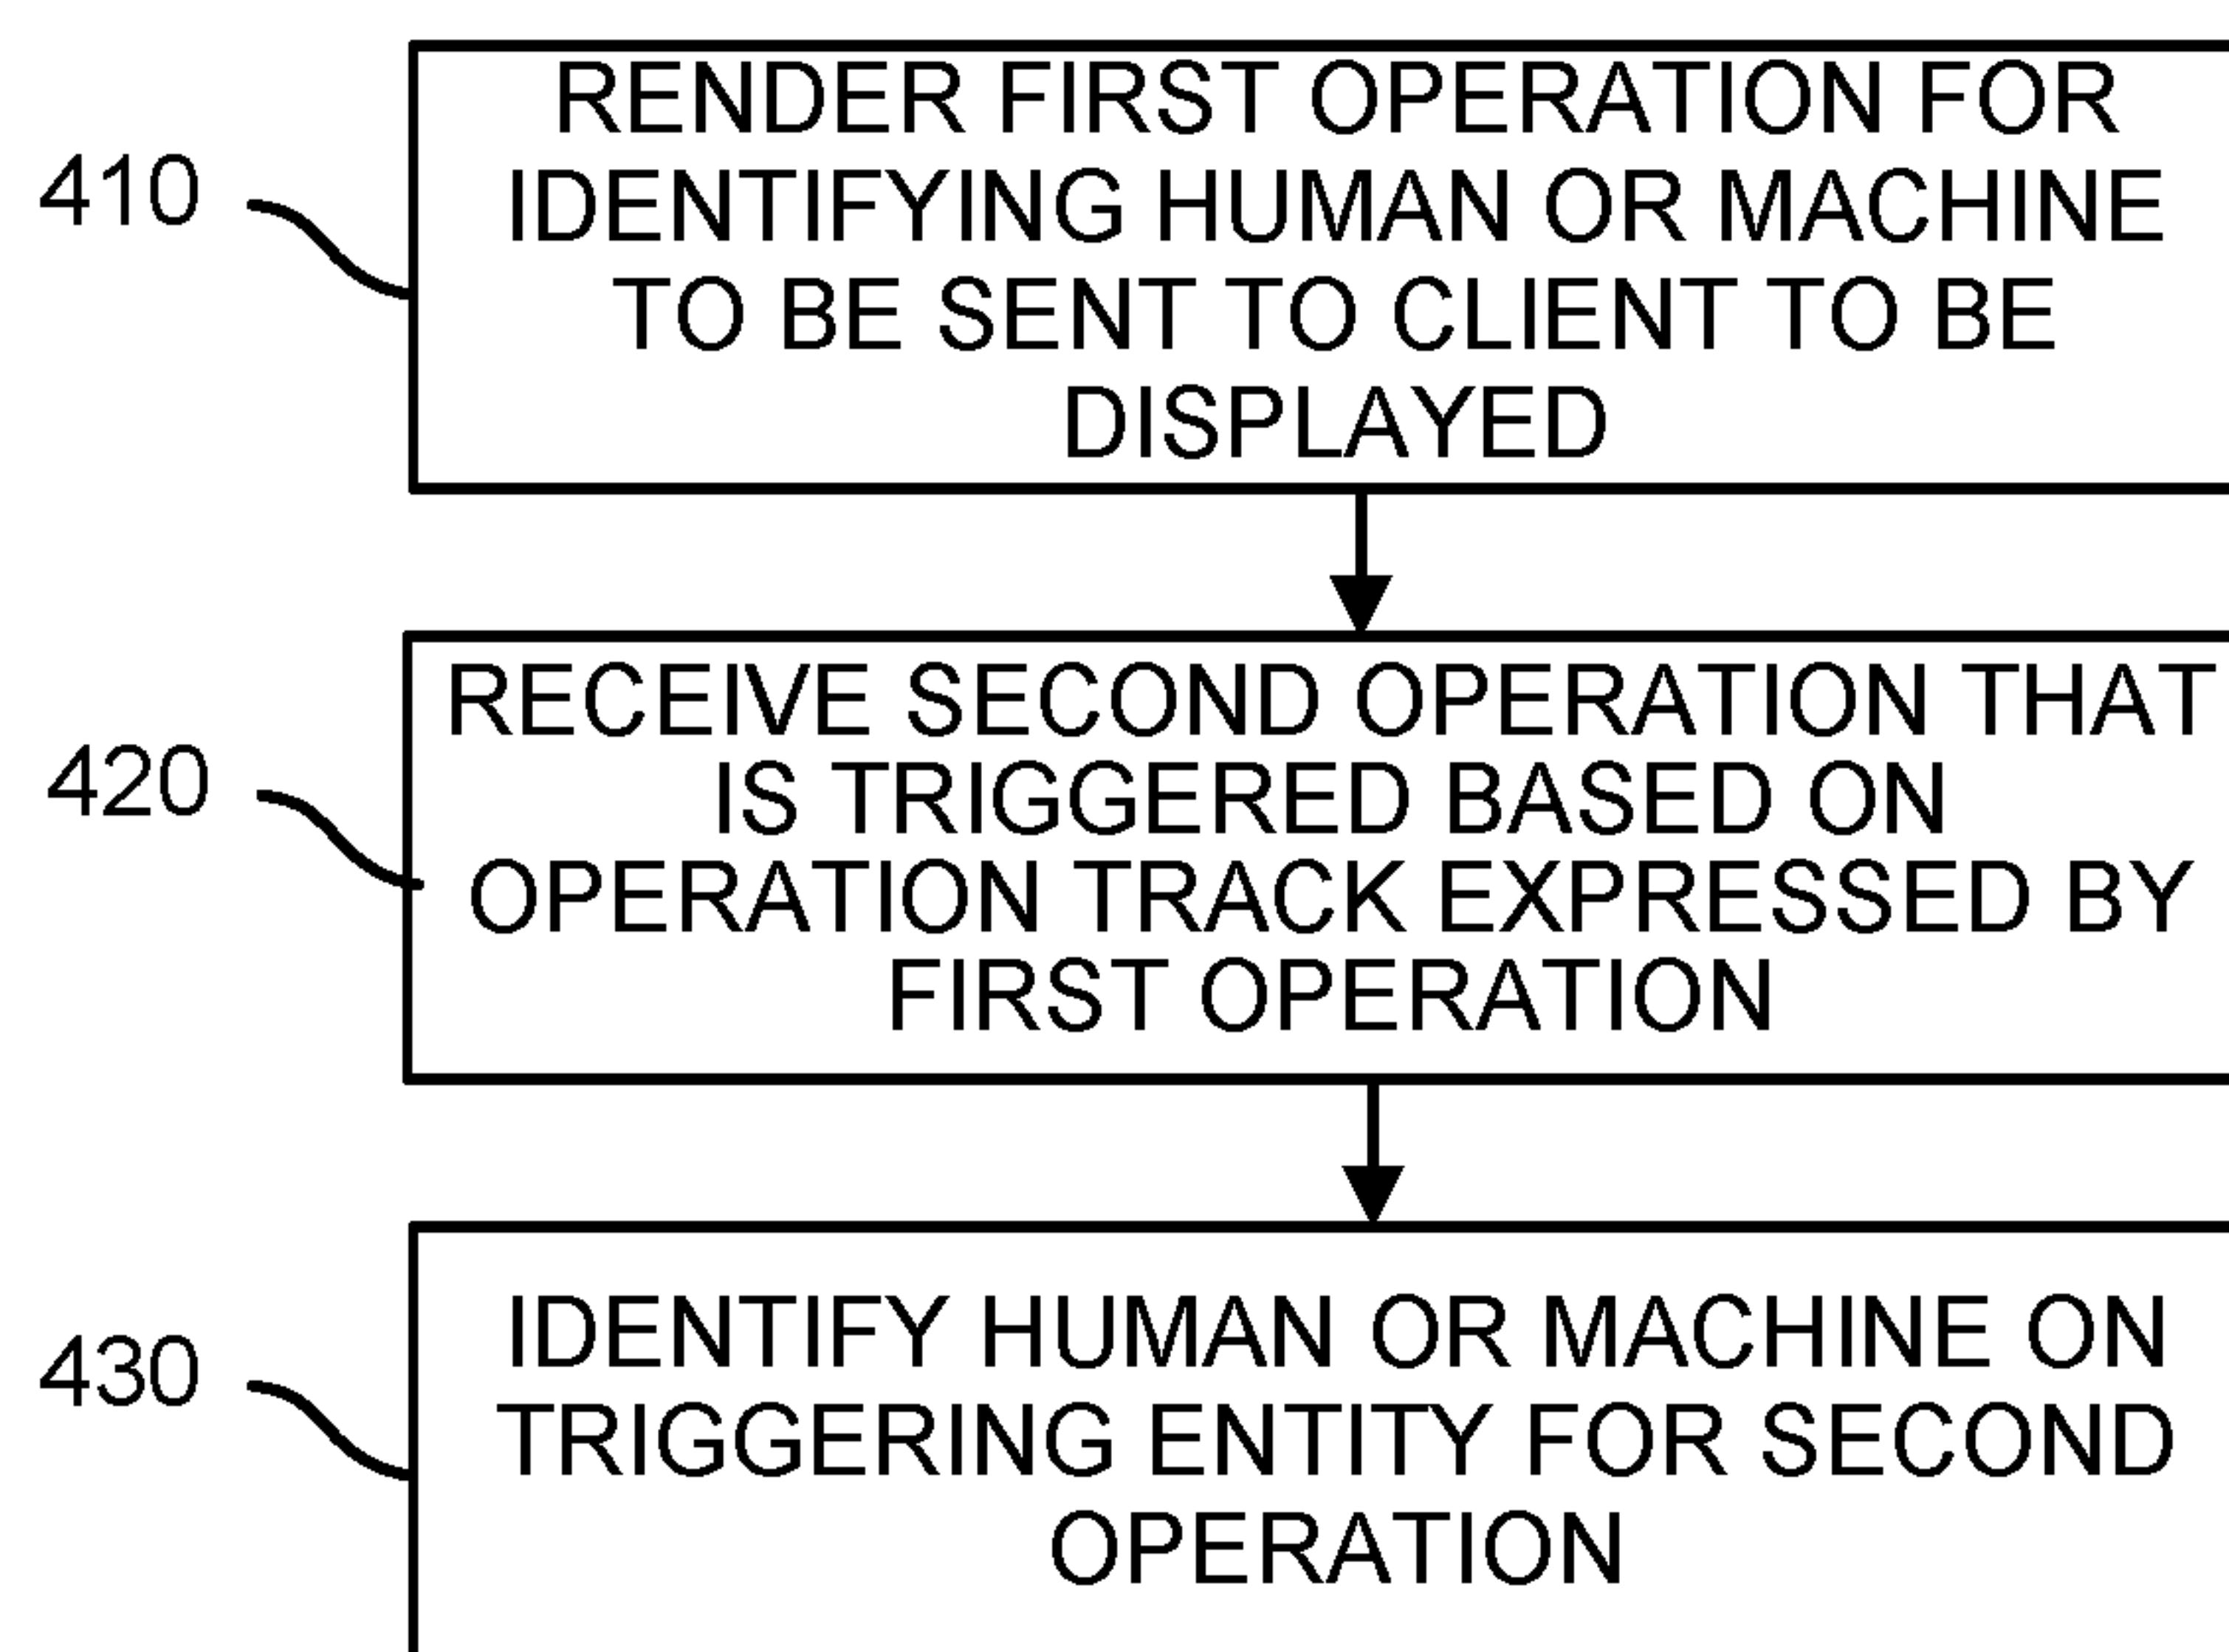 410
RENDER FIRST OPERATION FOR
IDENTIFYING HUMAN OR MACHINE
TO BE SENT TO CLIENT TO BE
DISPLAYED
420
RECEIVE SECOND OPERATION THAT
IS TRIGGERED BASED ON
OPERATION TRACK EXPRESSED BY
FIRST OPERATION
430
IDENTIFY HUMAN OR MACHINE ON
TRIGGERING ENTITY FOR SECOND
OPERATION